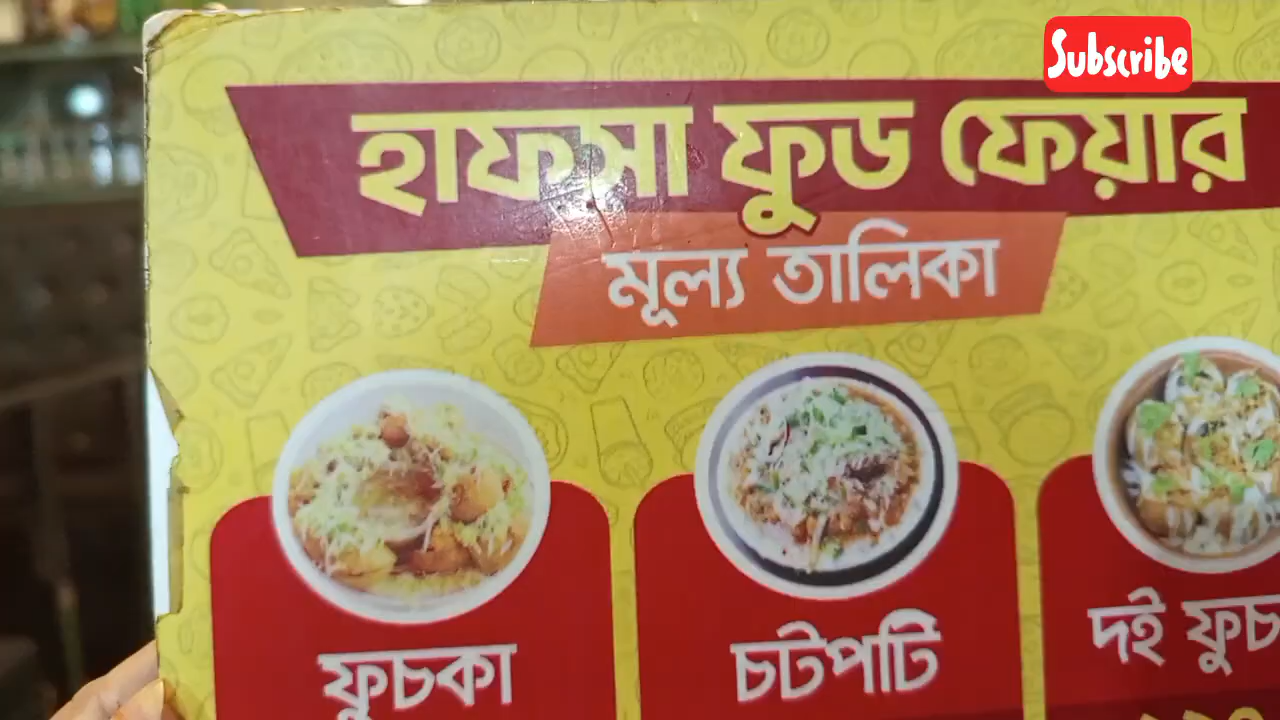 Subscribe
হাফসা ফুড ফেয়ার
মূল্য তালিকা
ফুচকা
চটপটি
দই